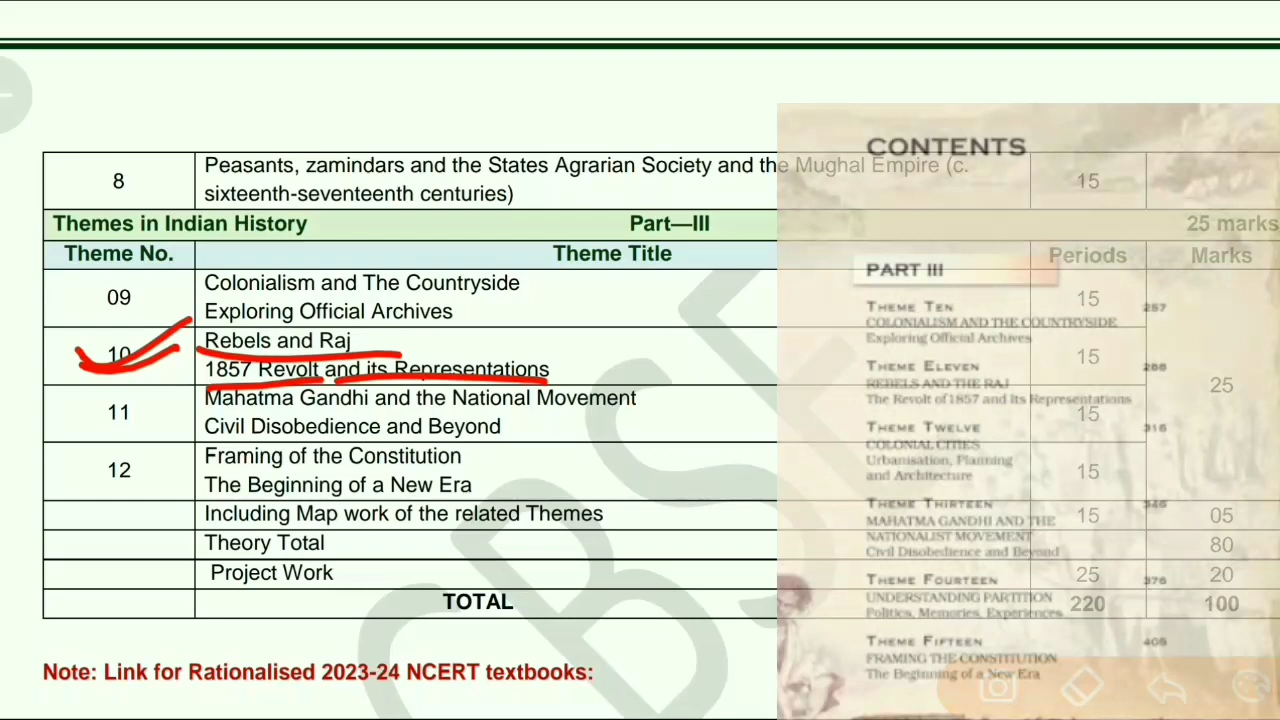 8 Peasants, zamindars and the States Agrarian Society and the Mughal Empire (c. 15
sixteenth-seventeenth centuries)
Themes in Indian History Part—III 25 marks
Theme No. Theme Title Periods Marks
09 Colonialism and The Countryside 15
Exploring Official Archives
10 Rebels and Raj 15
1857 Revolt and its Representations
25
11 Mahatma Gandhi and the National Movement 15
Civil Disobedience and Beyond
12 Framing of the Constitution 15
The Beginning of a New Era
Including Map work of the related Themes 15 05
Theory Total 80
Project Work 25 20
TOTAL 220 100
Note: Link for Rationalised 2023-24 NCERT textbooks:
CBSE
CONTENTS
PART III
THEME TEN 257
COLONIALISM AND THE COUNTRYSIDE
Exploring Official Archives
THEME ELEVEN 288
REBELS AND THE RAJ
The Revolt of 1857 and its Representations
THEME TWELVE 316
COLONIAL CITIES
Urbanisation, Planning
and Architecture
THEME THIRTEEN 346
MAHATMA GANDHI AND THE
NATIONALIST MOVEMENT
Civil Disobedience and Beyond
THEME FOURTEEN 376
UNDERSTANDING PARTITION
Politics, Memories, Experiences
THEME FIFTEEN 405
FRAMING THE CONSTITUTION
The Beginning of a New Era